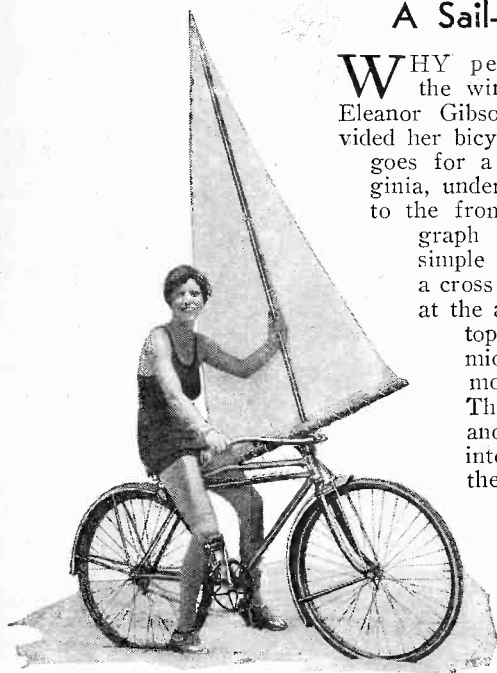 A Sail-
WHY pe
the wi
Eleanor Gibso
vided her bicy
goes for a
ginia, under
to the fron
graph
simple
a cross
at the a
top
mic
mo
Th
and
inte
the